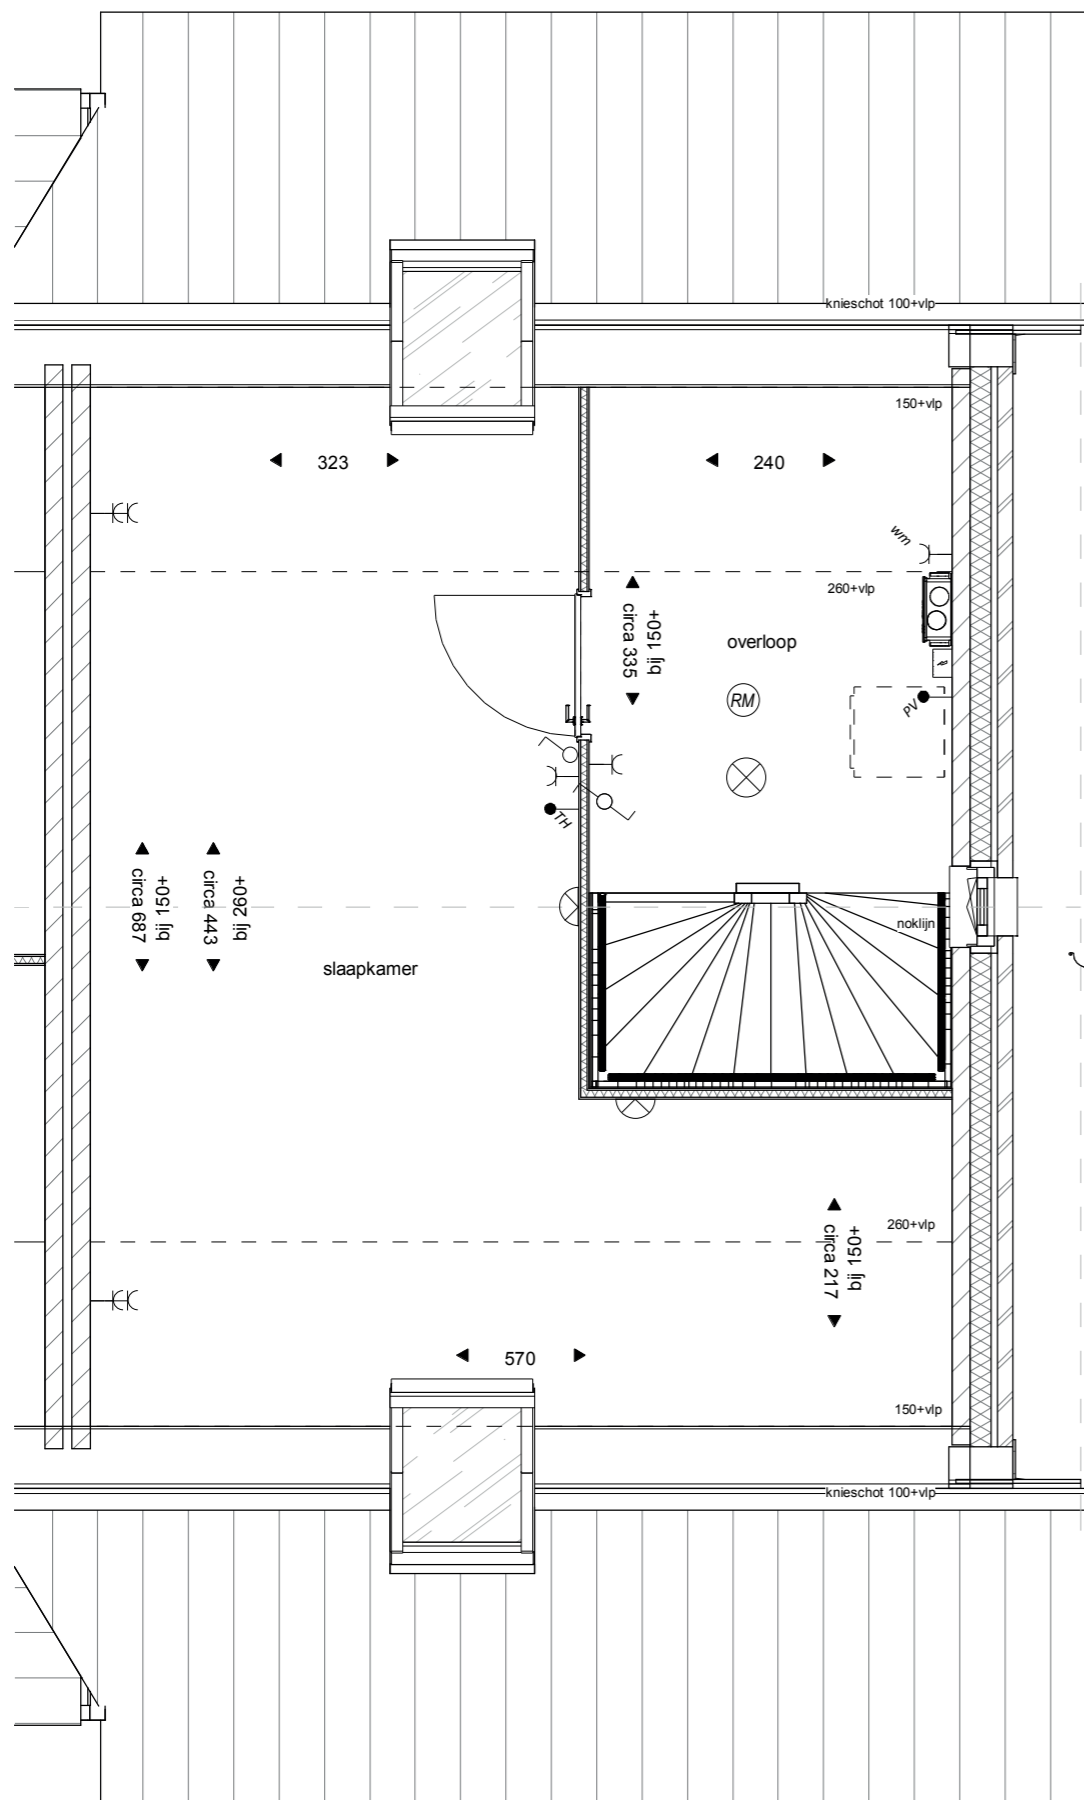 knieschot 100+vlp
150+vlp
323
240
wm
260+vlp
bij 150+
circa 335
overloop
RM
PV
TH
bij 150+
circa 687
bij 260+
circa 443
noklijn
slaapkamer
260+vlp
bij 150+
circa 217
570
150+vlp
knieschot 100+vlp